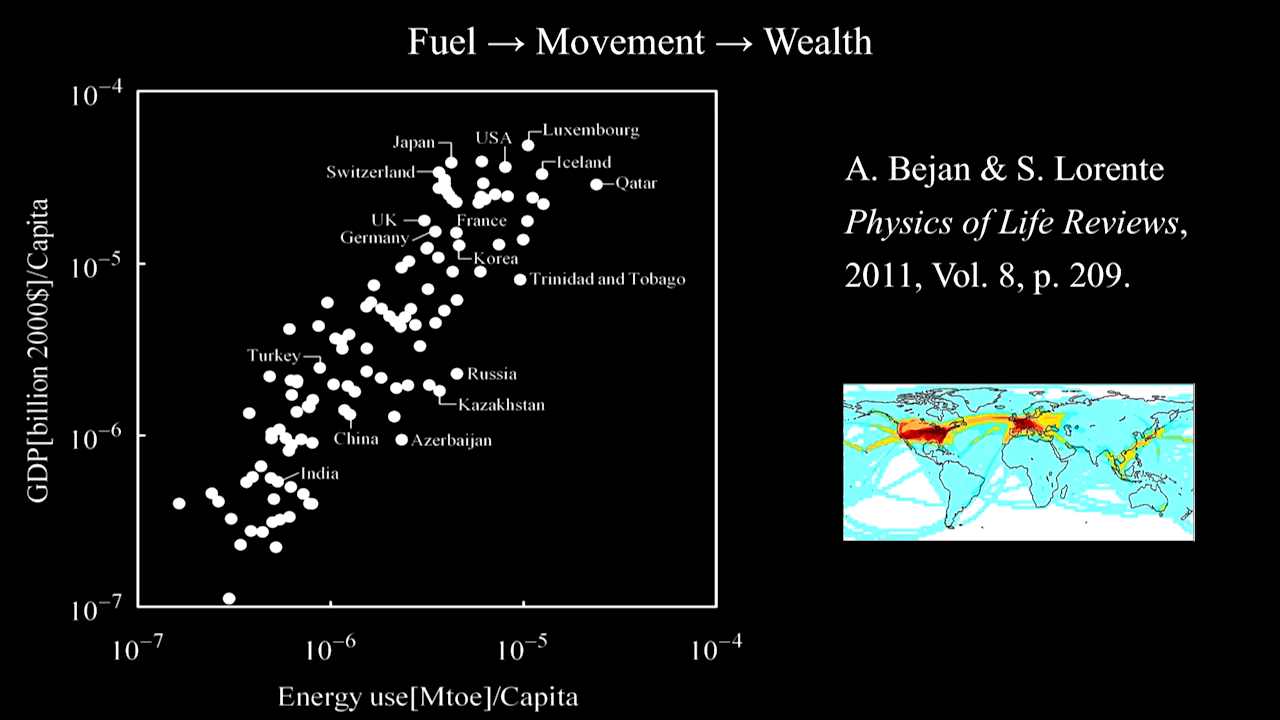 Fuel → Movement → Wealth
GDP[billion 2000$]/Capita
10⁻⁴
10⁻⁵
10⁻⁶
10⁻⁷
Japan
USA
Luxembourg
Switzerland
Iceland
Qatar
UK
France
Germany
Korea
Trinidad and Tobago
Turkey
Russia
Kazakhstan
China
Azerbaijan
India
10⁻⁷
10⁻⁶
10⁻⁵
10⁻⁴
Energy use[Mtoe]/Capita
A. Bejan & S. Lorente
Physics of Life Reviews,
2011, Vol. 8, p. 209.